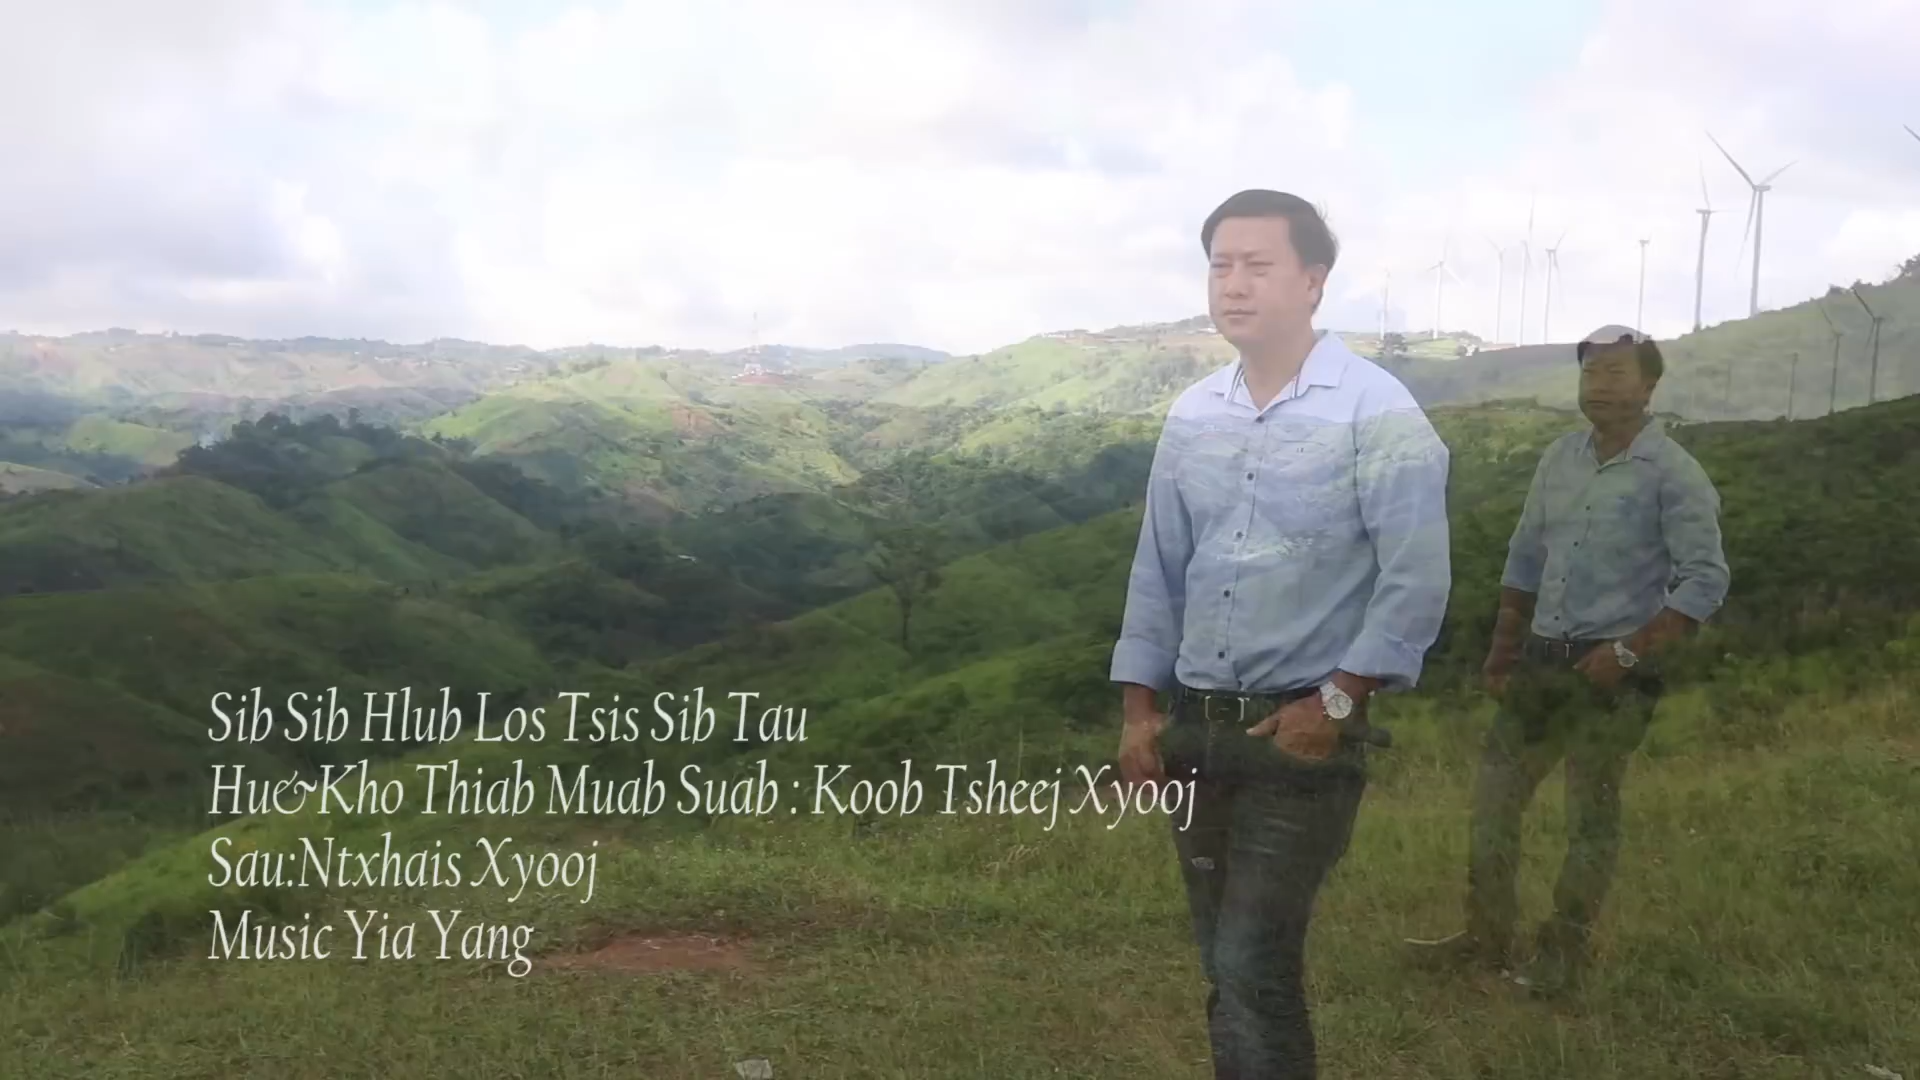 Sib Sib Hlub Los Tsis Sib Tau
Hu&Kho Thiab Muab Suab : Koob Tsheej Xyooj
Sau:Ntxhais Xyooj
Music Yia Yang